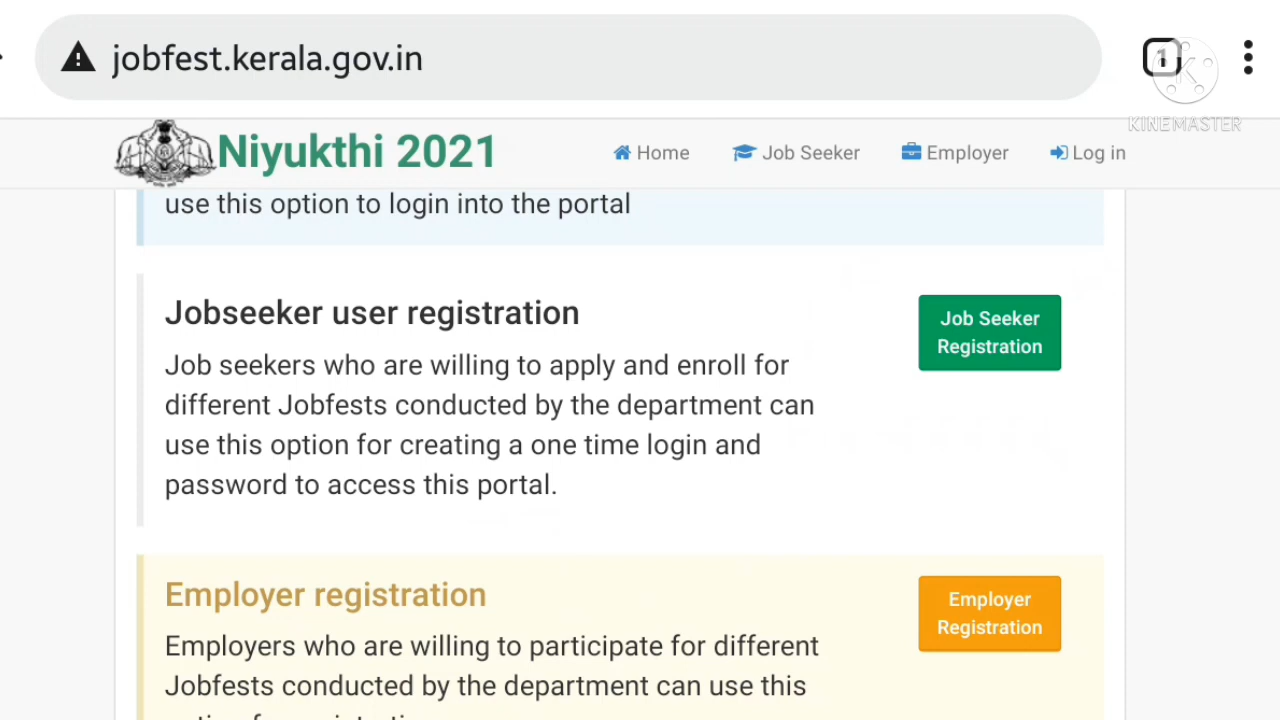 jobfest.kerala.gov.in
1
KINEMASTER
Niyukthi 2021
Home
Job Seeker
Employer
Log in
use this option to login into the portal
Jobseeker user registration
Job Seeker
Registration
Job seekers who are willing to apply and enroll for
different Jobfests conducted by the department can
use this option for creating a one time login and
password to access this portal.
Employer registration
Employer
Registration
Employers who are willing to participate for different
Jobfests conducted by the department can use this